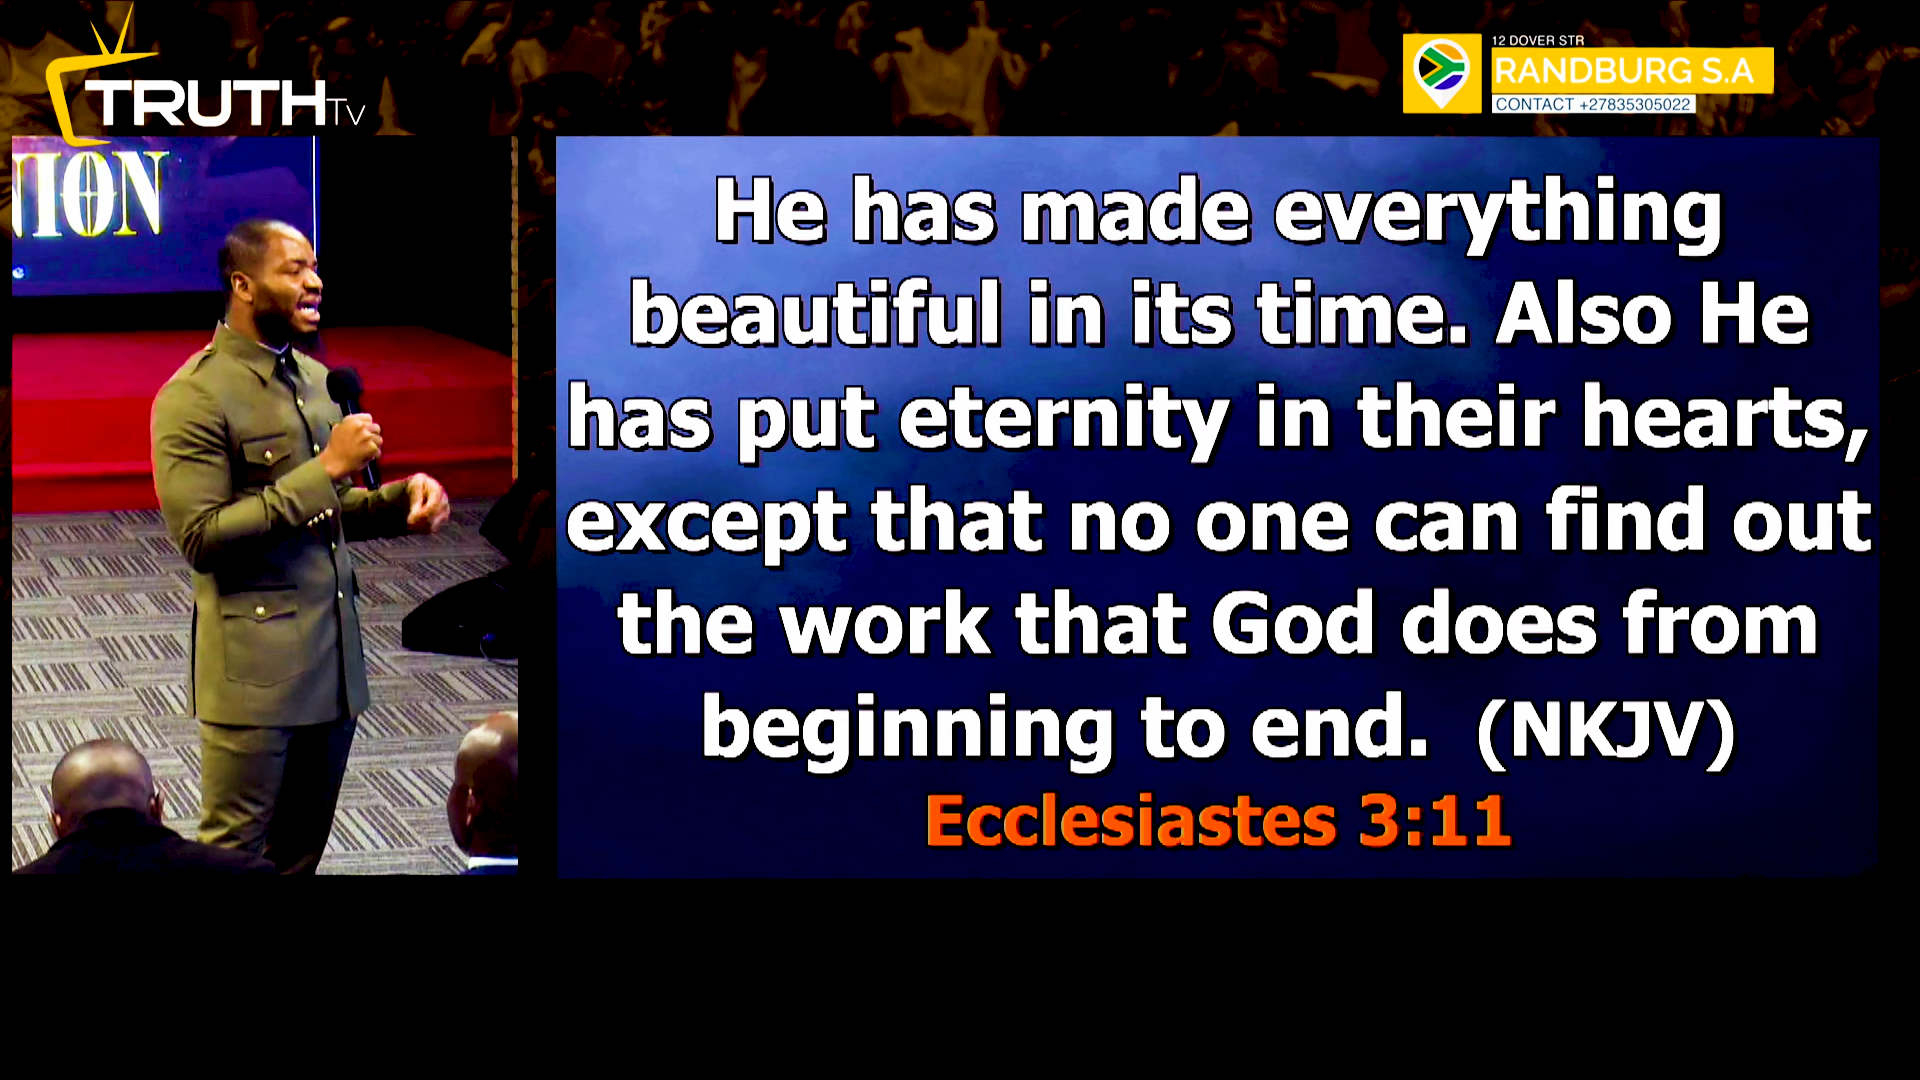 TRUTH TV
12 DOVER STR
RANDBURG S.A
CONTACT +27835305022
NION
He has made everything
beautiful in its time. Also He
has put eternity in their hearts,
except that no one can find out
the work that God does from
beginning to end. (NKJV)
Ecclesiastes 3:11